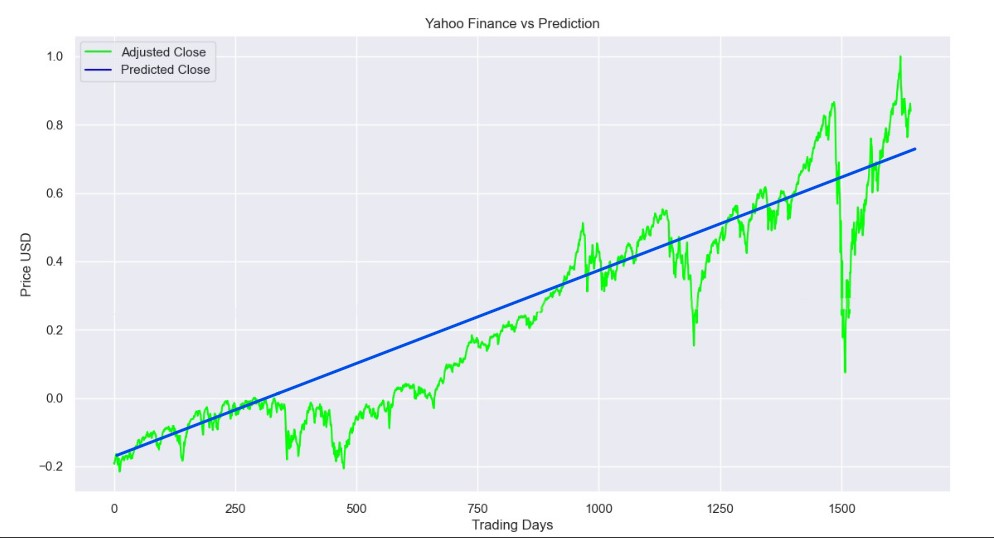 Yahoo Finance vs Prediction
Adjusted Close
Predicted Close
1.0
0.8
0.6
0.4
0.2
0.0
−0.2
Price USD
0 250 500 750 1000 1250 1500
Trading Days